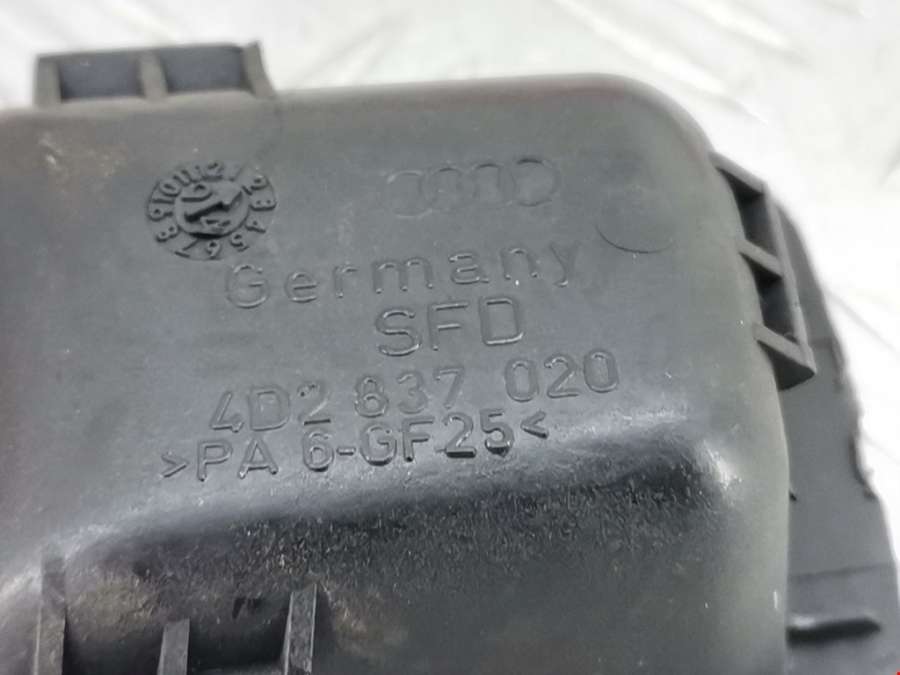 Germany
SFD
4D2 837 020
>PA 6-GF25<